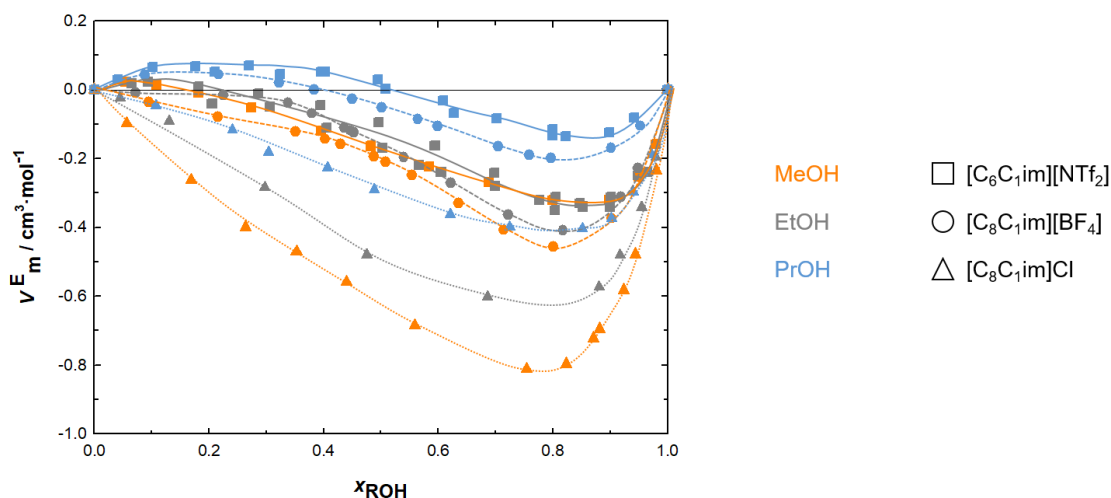 0.2
0.0
-0.2
-0.4
-0.6
-0.8
-1.0
V^E_m / cm³·mol⁻¹
0.0 0.2 0.4 0.6 0.8 1.0
x_ROH
MeOH □ [C₆C₁im][NTf₂]
EtOH ○ [C₈C₁im][BF₄]
PrOH △ [C₈C₁im]Cl